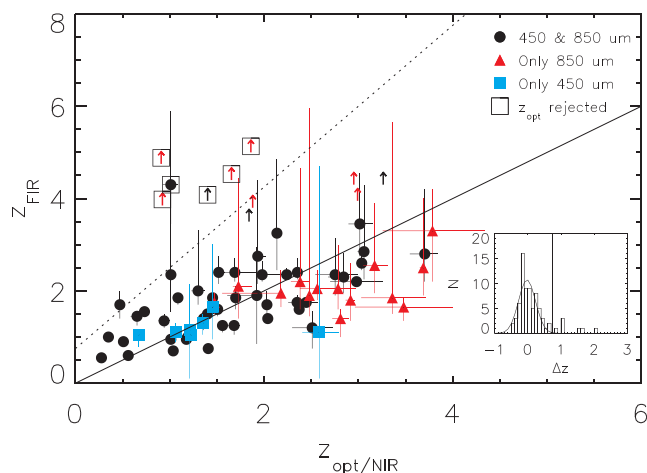 8
6
4
2
0
Z_FIR
450 & 850 um
Only 850 um
Only 450 um
z_opt rejected
20
15
10
5
0
N
−1 0 1 2 3
Δz
0 2 4 6
Z_opt/NIR